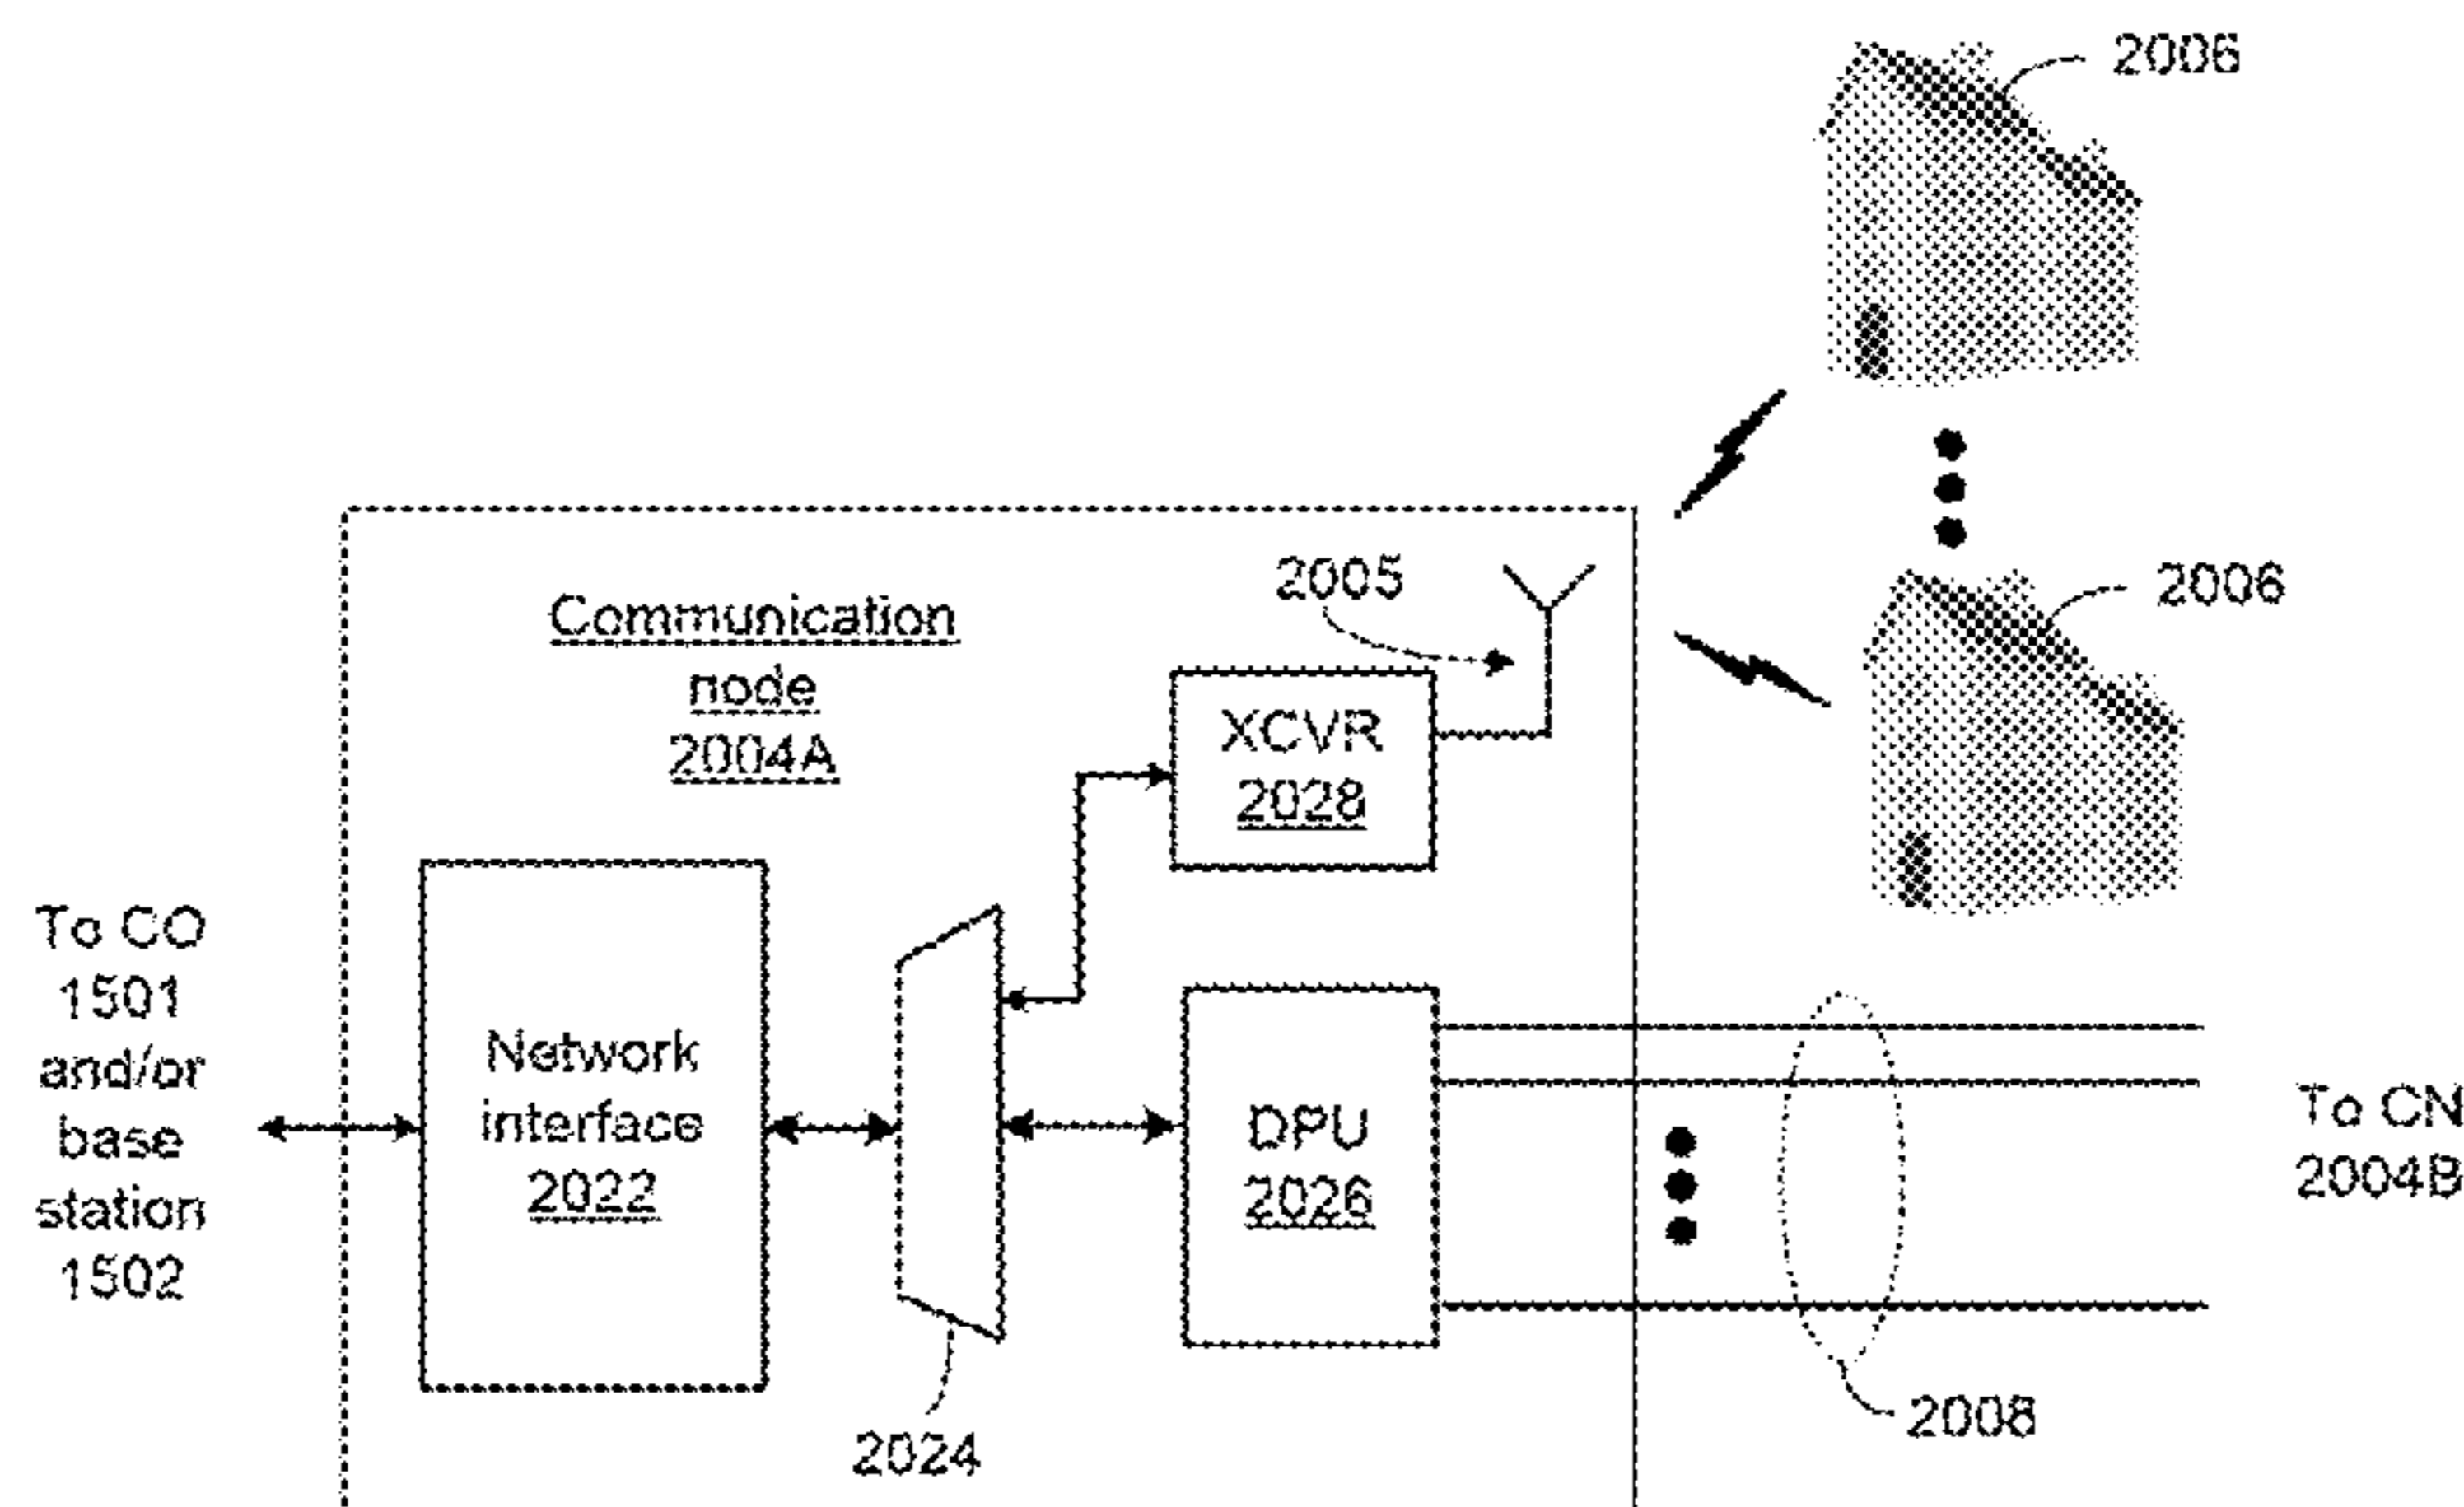 2006
2006
2005
Communication
node
2004A
XCVR
2028
To CO
1501
and/or
base
station
1502
Network
interface
2022
DPU
2026
To CN
2004B
2008
2024